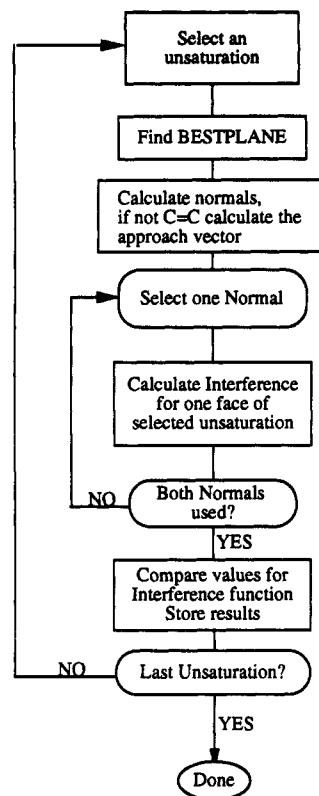 Select an
unsaturation
Find BESTPLANE
Calculate normals,
if not C=C calculate the
approach vector
Select one Normal
Calculate Interference
for one face of
selected unsaturation
Both Normals
used?
NO
YES
Compare values for
Interference function
Store results
Last Unsaturation?
NO
YES
Done